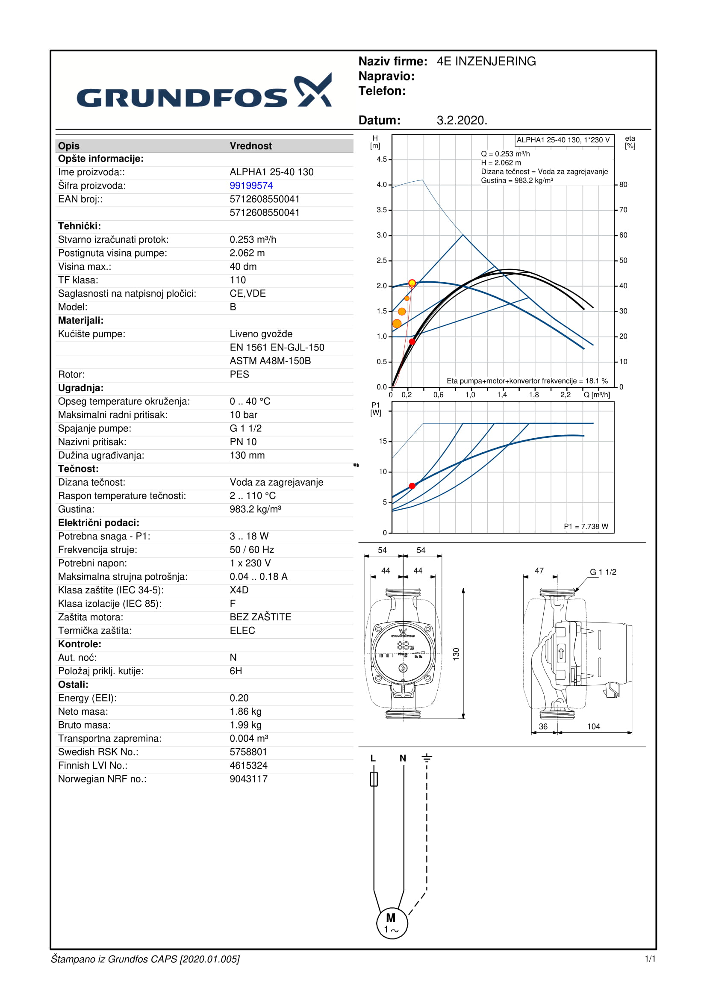 GRUNDFOS
Naziv firme: 4E INZENJERING
Napravio:
Telefon:
Datum: 3.2.2020.
Opis Vrednost
Opšte informacije:
Ime proizvoda:: ALPHA1 25-40 130
Šifra proizvoda: 99199574
EAN broj:: 5712608550041
5712608550041
Tehnički:
Stvarno izračunati protok: 0.253 m³/h
Postignuta visina pumpe: 2.062 m
Visina max.: 40 dm
TF klasa: 110
Saglasnosti na natpisnoj pločici: CE,VDE
Model: B
Materijali:
Kućište pumpe: Liveno gvožđe
EN 1561 EN-GJL-150
ASTM A48M-150B
Rotor: PES
Ugradnja:
Opseg temperature okruženja: 0 .. 40 °C
Maksimalni radni pritisak: 10 bar
Spajanje pumpe: G 1 1/2
Nazivni pritisak: PN 10
Dužina ugrađivanja: 130 mm
Tečnost:
Dizana tečnost: Voda za zagrejavanje
Raspon temperature tečnosti: 2 .. 110 °C
Gustina: 983.2 kg/m³
Električni podaci:
Potrebna snaga - P1: 3 .. 18 W
Frekvencija struje: 50 / 60 Hz
Potrebni napon: 1 x 230 V
Maksimalna strujna potrošnja: 0.04 .. 0.18 A
Klasa zaštite (IEC 34-5): X4D
Klasa izolacije (IEC 85): F
Zaštita motora: BEZ ZAŠTITE
Termička zaštita: ELEC
Kontrole:
Aut. noć: N
Položaj priklj. kutije: 6H
Ostali:
Energy (EEI): 0.20
Neto masa: 1.86 kg
Bruto masa: 1.99 kg
Transportna zapremina: 0.004 m³
Swedish RSK No.: 5758801
Finnish LVI No.: 4615324
Norwegian NRF no.: 9043117
H
[m]
ALPHA1 25-40 130, 1*230 V
eta
[%]
Q = 0.253 m³/h
H = 2.062 m
Dizana tečnost = Voda za zagrejavanje
Gustina = 983.2 kg/m³
4.5
4.0 80
3.5 70
3.0 60
2.5 50
2.0 40
1.5 30
1.0 20
0.5 10
Eta pumpa+motor+konvertor frekvencije = 18.1 %
0.0 0
0 0,2 0,6 1,0 1,4 1,8 2,2 Q [m³/h]
P1
[W]
15
10
5
P1 = 7.738 W
0
54 54
44 44
GRUNDFOS
W
130
47
G 1 1/2
36 104
L N
M
1 ~
Štampano iz Grundfos CAPS [2020.01.005]
1/1